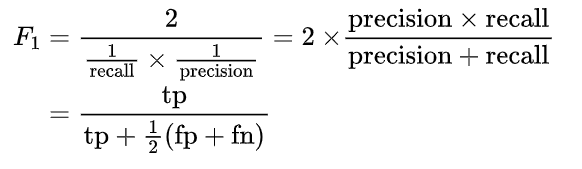 F₁ = 2 / (1/recall × 1/precision) = 2 × (precision × recall) / (precision + recall)
= tp / (tp + ½(fp + fn))